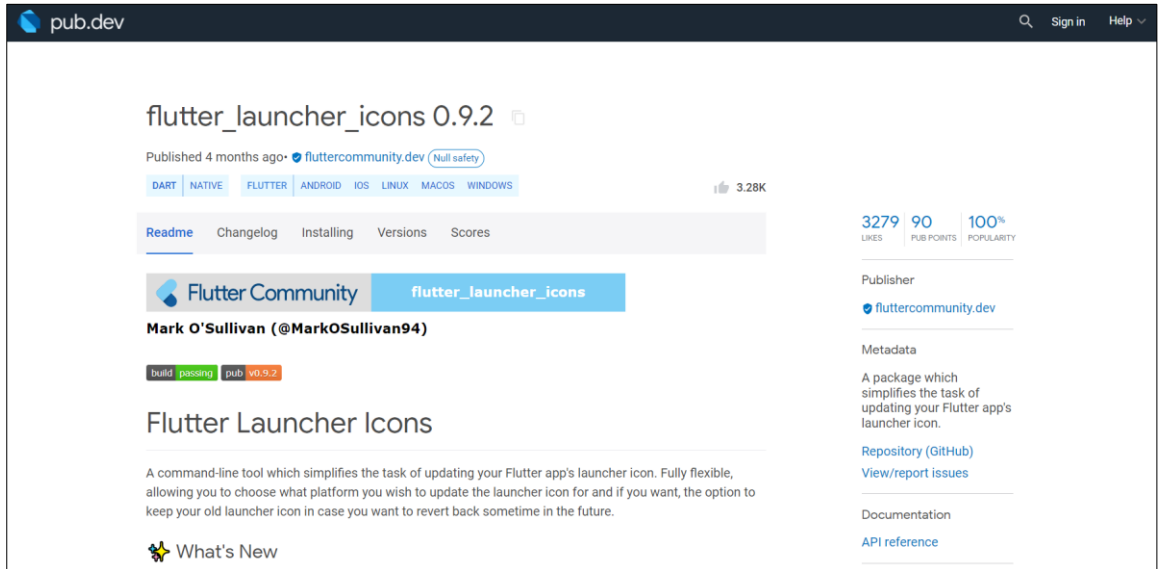 pub.dev
Sign in
Help
flutter_launcher_icons 0.9.2
Published 4 months ago• fluttercommunity.dev Null safety
DART NATIVE FLUTTER ANDROID IOS LINUX MACOS WINDOWS
3.28K
Readme Changelog Installing Versions Scores
Flutter Community flutter_launcher_icons
Mark O'Sullivan (@MarkOSullivan94)
build passing pub v0.9.2
Flutter Launcher Icons
A command-line tool which simplifies the task of updating your Flutter app's launcher icon. Fully flexible,
allowing you to choose what platform you wish to update the launcher icon for and if you want, the option to
keep your old launcher icon in case you want to revert back sometime in the future.
What's New
3279 90 100%
LIKES PUB POINTS POPULARITY
Publisher
fluttercommunity.dev
Metadata
A package which
simplifies the task of
updating your Flutter app's
launcher icon.
Repository (GitHub)
View/report issues
Documentation
API reference